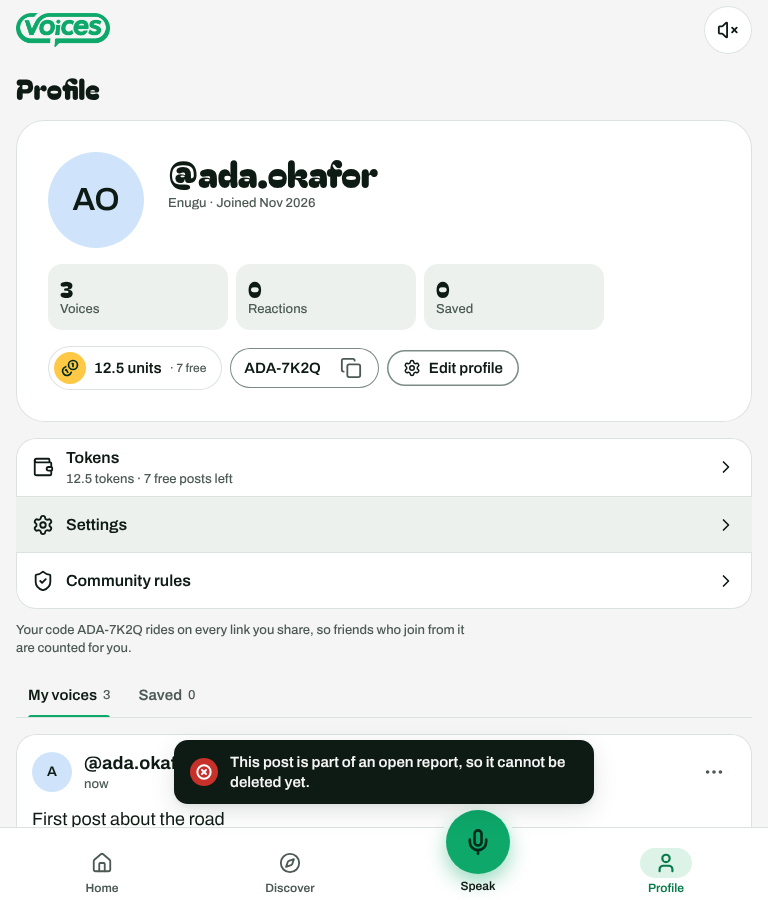 Voices
Profile
AO
@ada.okafor
Enugu · Joined Nov 2026
3
Voices
0
Reactions
0
Saved
12.5 units · 7 free
ADA-7K2Q
Edit profile
Tokens
12.5 tokens · 7 free posts left
Settings
Community rules
Your code ADA-7K2Q rides on every link you share, so friends who join from it
are counted for you.
My voices 3
Saved 0
A
@ada.okaf
now
This post is part of an open report, so it cannot be
deleted yet.
First post about the road
Home
Discover
Speak
Profile